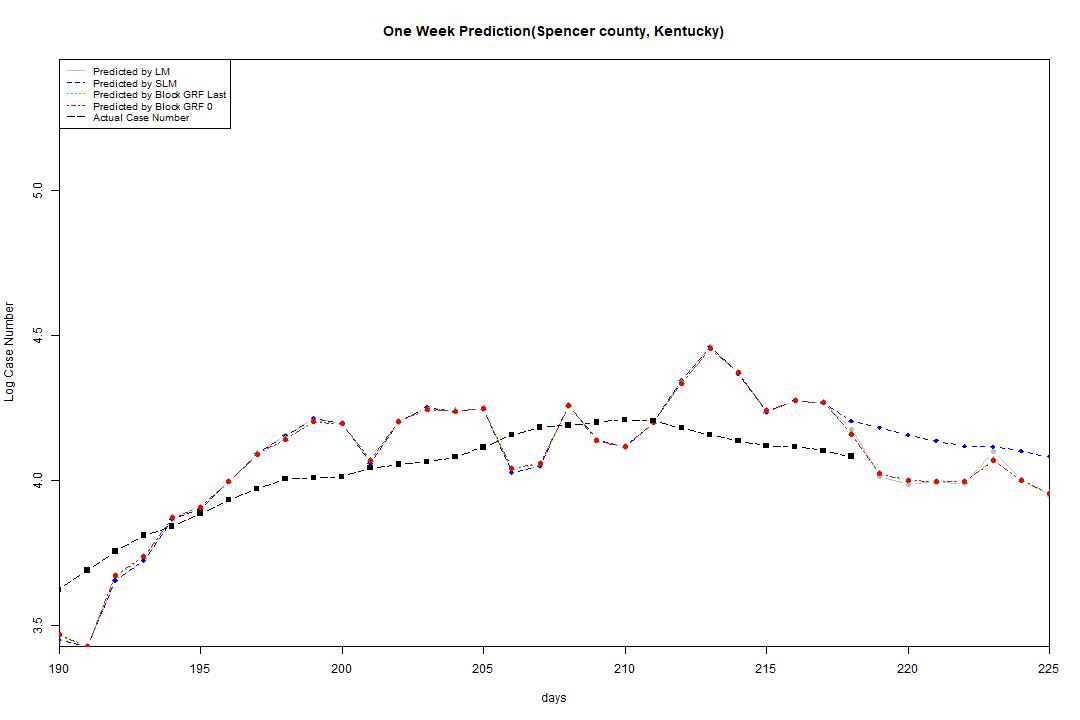 One Week Prediction(Spencer county, Kentucky)
Predicted by LM
Predicted by SLM
Predicted by Block GRF Last
Predicted by Block GRF 0
Actual Case Number
Log Case Number
5.0
4.5
4.0
3.5
190 195 200 205 210 215 220 225
days